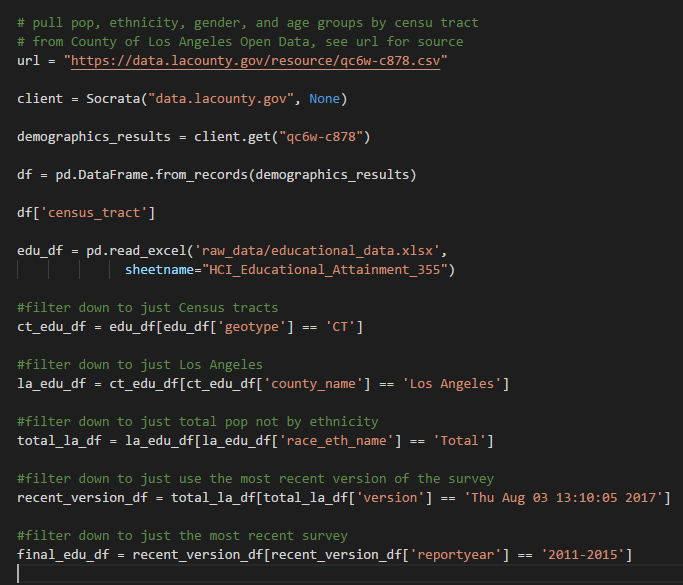 # pull pop, ethnicity, gender, and age groups by censu tract
# from County of Los Angeles Open Data, see url for source
url = "https://data.lacounty.gov/resource/qc6w-c878.csv"
client = Socrata("data.lacounty.gov", None)
demographics_results = client.get("qc6w-c878")
df = pd.DataFrame.from_records(demographics_results)
df['census_tract']
edu_df = pd.read_excel('raw_data/educational_data.xlsx',
sheetname="HCI_Educational_Attainment_355")
#filter down to just Census tracts
ct_edu_df = edu_df[edu_df['geotype'] == 'CT']
#filter down to just Los Angeles
la_edu_df = ct_edu_df[ct_edu_df['county_name'] == 'Los Angeles']
#filter down to just total pop not by ethnicity
total_la_df = la_edu_df[la_edu_df['race_eth_name'] == 'Total']
#filter down to just use the most recent version of the survey
recent_version_df = total_la_df[total_la_df['version'] == 'Thu Aug 03 13:10:05 2017']
#filter down to just the most recent survey
final_edu_df = recent_version_df[recent_version_df['reportyear'] == '2011-2015']